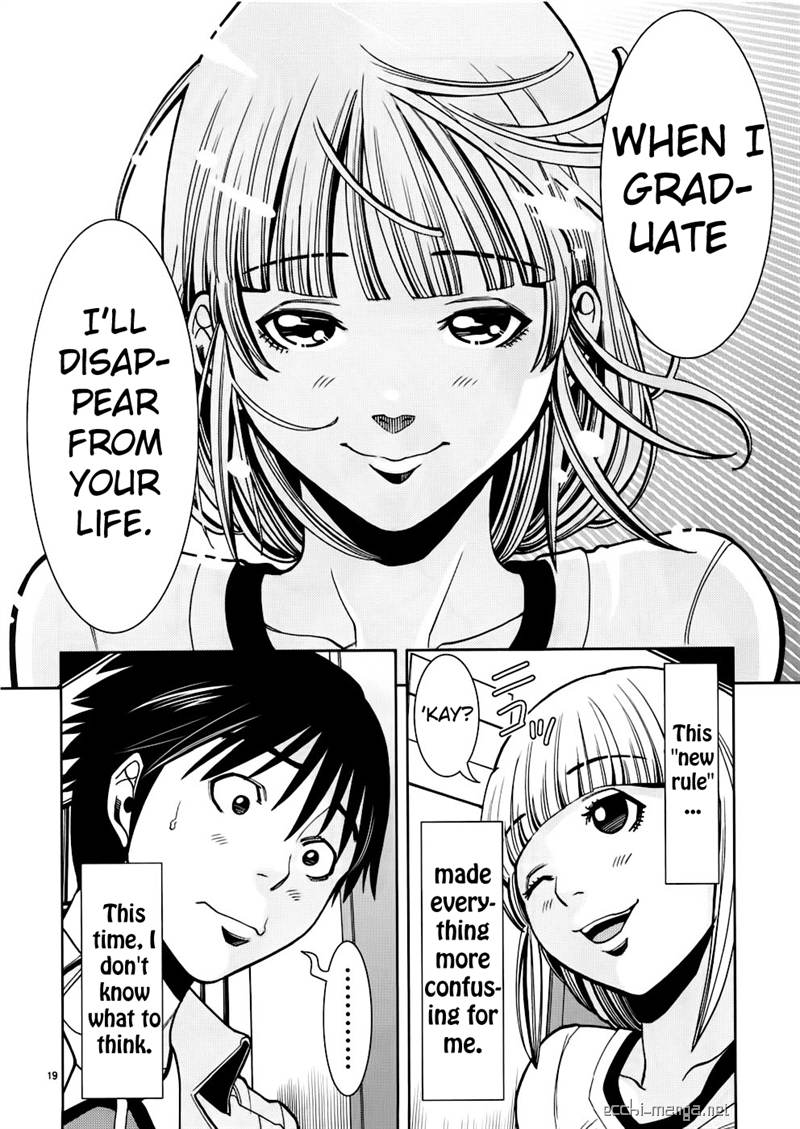 WHEN I
GRAD-
UATE
I'LL
DISAP-
PEAR
FROM
YOUR
LIFE.
This
"new
rule"
...
'KAY?
made
every-
thing
more
confus-
ing for
me.
This
time, I
don't
know
what to
think.
.........
19
ecchi-manga.net